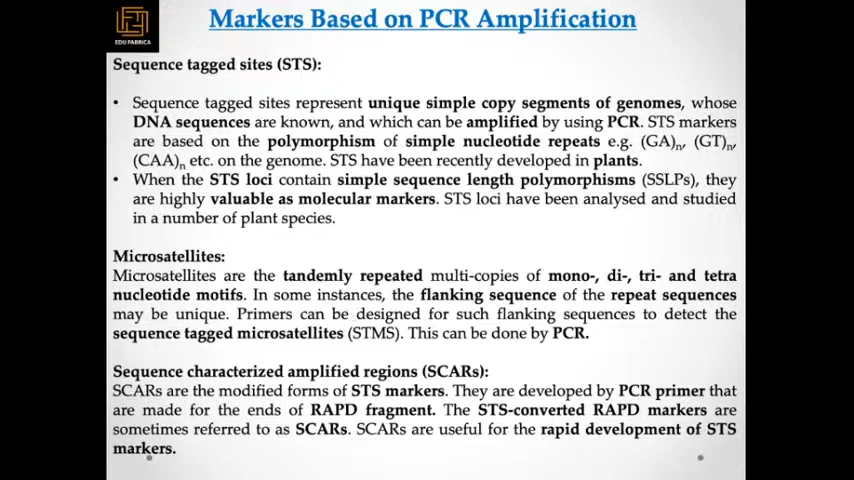 Markers Based on PCR Amplification
EDU FABRICA
Sequence tagged sites (STS):
• Sequence tagged sites represent unique simple copy segments of genomes, whose
DNA sequences are known, and which can be amplified by using PCR. STS markers
are based on the polymorphism of simple nucleotide repeats e.g. (GA)n, (GT)n,
(CAA)n etc. on the genome. STS have been recently developed in plants.
• When the STS loci contain simple sequence length polymorphisms (SSLPs), they
are highly valuable as molecular markers. STS loci have been analysed and studied
in a number of plant species.
Microsatellites:
Microsatellites are the tandemly repeated multi-copies of mono-, di-, tri- and tetra
nucleotide motifs. In some instances, the flanking sequence of the repeat sequences
may be unique. Primers can be designed for such flanking sequences to detect the
sequence tagged microsatellites (STMS). This can be done by PCR.
Sequence characterized amplified regions (SCARs):
SCARs are the modified forms of STS markers. They are developed by PCR primer that
are made for the ends of RAPD fragment. The STS-converted RAPD markers are
sometimes referred to as SCARs. SCARs are useful for the rapid development of STS
markers.